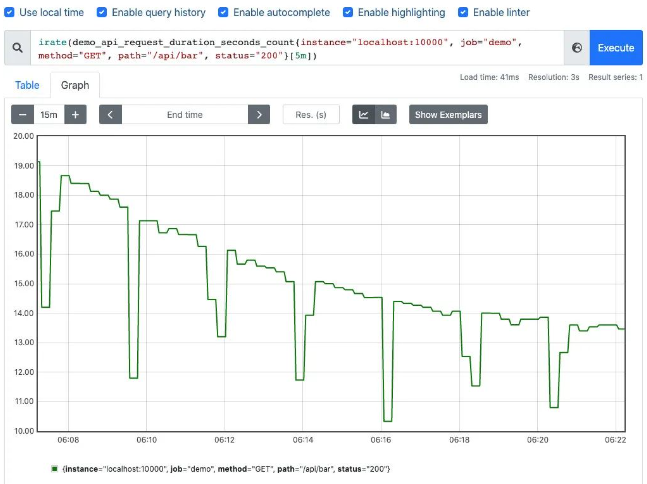 Use local time Enable query history Enable autocomplete Enable highlighting Enable linter
irate(demo_api_request_duration_seconds_count{instance="localhost:10000", job="demo",
method="GET", path="/api/bar", status="200"}[5m])
Execute
Load time: 41ms Resolution: 3s Result series: 1
Table Graph
− 15m + < End time > Res. (s) Show Exemplars
20.00
19.00
18.00
17.00
16.00
15.00
14.00
13.00
12.00
11.00
10.00
06:08 06:10 06:12 06:14 06:16 06:18 06:20 06:22
{instance="localhost:10000", job="demo", method="GET", path="/api/bar", status="200"}